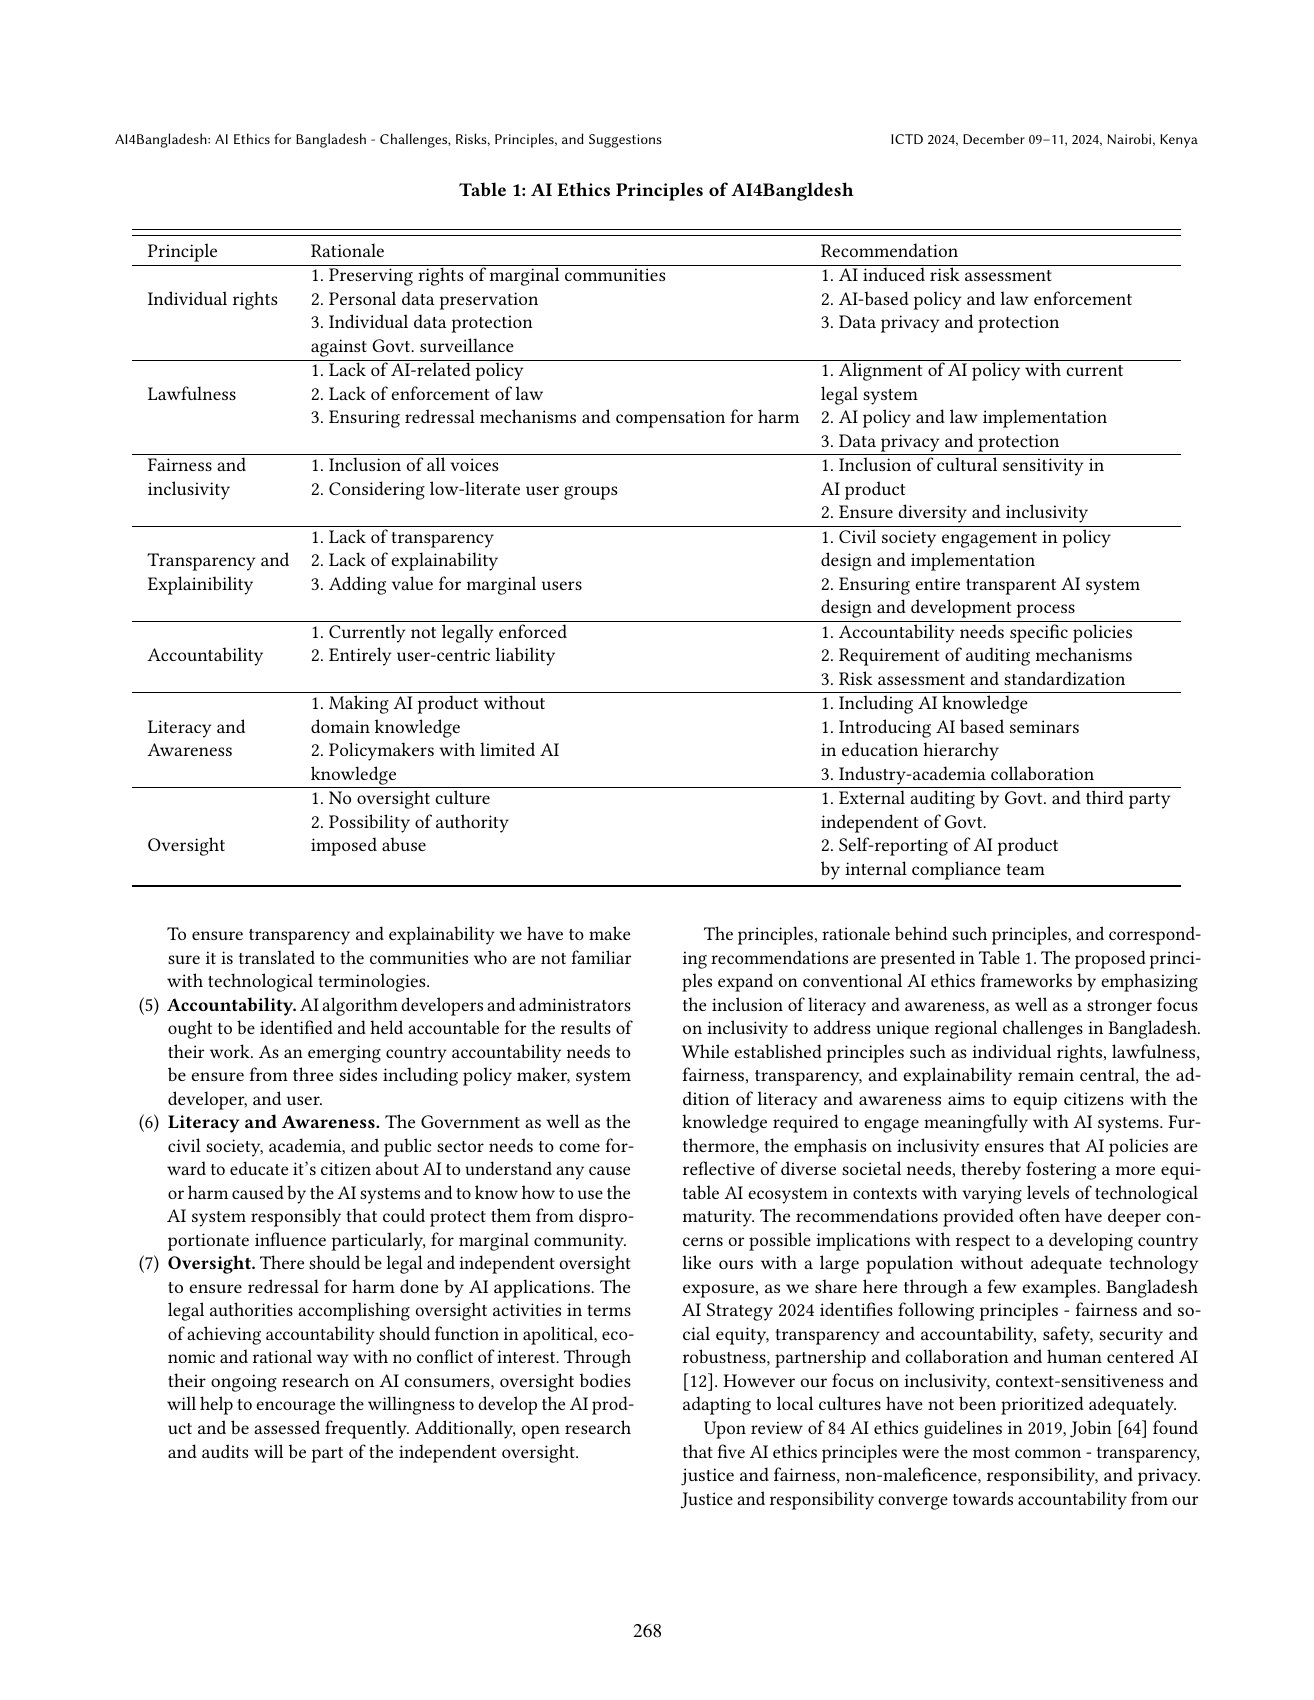 AI4Bangladesh: AI Ethics for Bangladesh - Challenges, Risks, Principles, and Suggestions
ICTD 2024, December 09–11, 2024, Nairobi, Kenya
Table 1: AI Ethics Principles of AI4Bangldesh
Principle Rationale Recommendation
1. Preserving rights of marginal communities 1. AI induced risk assessment
Individual rights 2. Personal data preservation 2. AI-based policy and law enforcement
3. Individual data protection 3. Data privacy and protection
against Govt. surveillance
1. Lack of AI-related policy 1. Alignment of AI policy with current
Lawfulness 2. Lack of enforcement of law legal system
3. Ensuring redressal mechanisms and compensation for harm 2. AI policy and law implementation
3. Data privacy and protection
Fairness and 1. Inclusion of all voices 1. Inclusion of cultural sensitivity in
inclusivity 2. Considering low-literate user groups AI product
2. Ensure diversity and inclusivity
1. Lack of transparency 1. Civil society engagement in policy
Transparency and 2. Lack of explainability design and implementation
Explainibility 3. Adding value for marginal users 2. Ensuring entire transparent AI system
design and development process
1. Currently not legally enforced 1. Accountability needs specific policies
Accountability 2. Entirely user-centric liability 2. Requirement of auditing mechanisms
3. Risk assessment and standardization
1. Making AI product without 1. Including AI knowledge
Literacy and domain knowledge 1. Introducing AI based seminars
Awareness 2. Policymakers with limited AI in education hierarchy
knowledge 3. Industry-academia collaboration
1. No oversight culture 1. External auditing by Govt. and third party
2. Possibility of authority independent of Govt.
Oversight imposed abuse 2. Self-reporting of AI product
by internal compliance team
To ensure transparency and explainability we have to make
sure it is translated to the communities who are not familiar
with technological terminologies.
(5) Accountability. AI algorithm developers and administrators
ought to be identified and held accountable for the results of
their work. As an emerging country accountability needs to
be ensure from three sides including policy maker, system
developer, and user.
(6) Literacy and Awareness. The Government as well as the
civil society, academia, and public sector needs to come for-
ward to educate it's citizen about AI to understand any cause
or harm caused by the AI systems and to know how to use the
AI system responsibly that could protect them from dispro-
portionate influence particularly, for marginal community.
(7) Oversight. There should be legal and independent oversight
to ensure redressal for harm done by AI applications. The
legal authorities accomplishing oversight activities in terms
of achieving accountability should function in apolitical, eco-
nomic and rational way with no conflict of interest. Through
their ongoing research on AI consumers, oversight bodies
will help to encourage the willingness to develop the AI prod-
uct and be assessed frequently. Additionally, open research
and audits will be part of the independent oversight.
The principles, rationale behind such principles, and correspond-
ing recommendations are presented in Table 1. The proposed princi-
ples expand on conventional AI ethics frameworks by emphasizing
the inclusion of literacy and awareness, as well as a stronger focus
on inclusivity to address unique regional challenges in Bangladesh.
While established principles such as individual rights, lawfulness,
fairness, transparency, and explainability remain central, the ad-
dition of literacy and awareness aims to equip citizens with the
knowledge required to engage meaningfully with AI systems. Fur-
thermore, the emphasis on inclusivity ensures that AI policies are
reflective of diverse societal needs, thereby fostering a more equi-
table AI ecosystem in contexts with varying levels of technological
maturity. The recommendations provided often have deeper con-
cerns or possible implications with respect to a developing country
like ours with a large population without adequate technology
exposure, as we share here through a few examples. Bangladesh
AI Strategy 2024 identifies following principles - fairness and so-
cial equity, transparency and accountability, safety, security and
robustness, partnership and collaboration and human centered AI
[12]. However our focus on inclusivity, context-sensitiveness and
adapting to local cultures have not been prioritized adequately.
Upon review of 84 AI ethics guidelines in 2019, Jobin [64] found
that five AI ethics principles were the most common - transparency,
justice and fairness, non-maleficence, responsibility, and privacy.
Justice and responsibility converge towards accountability from our
268